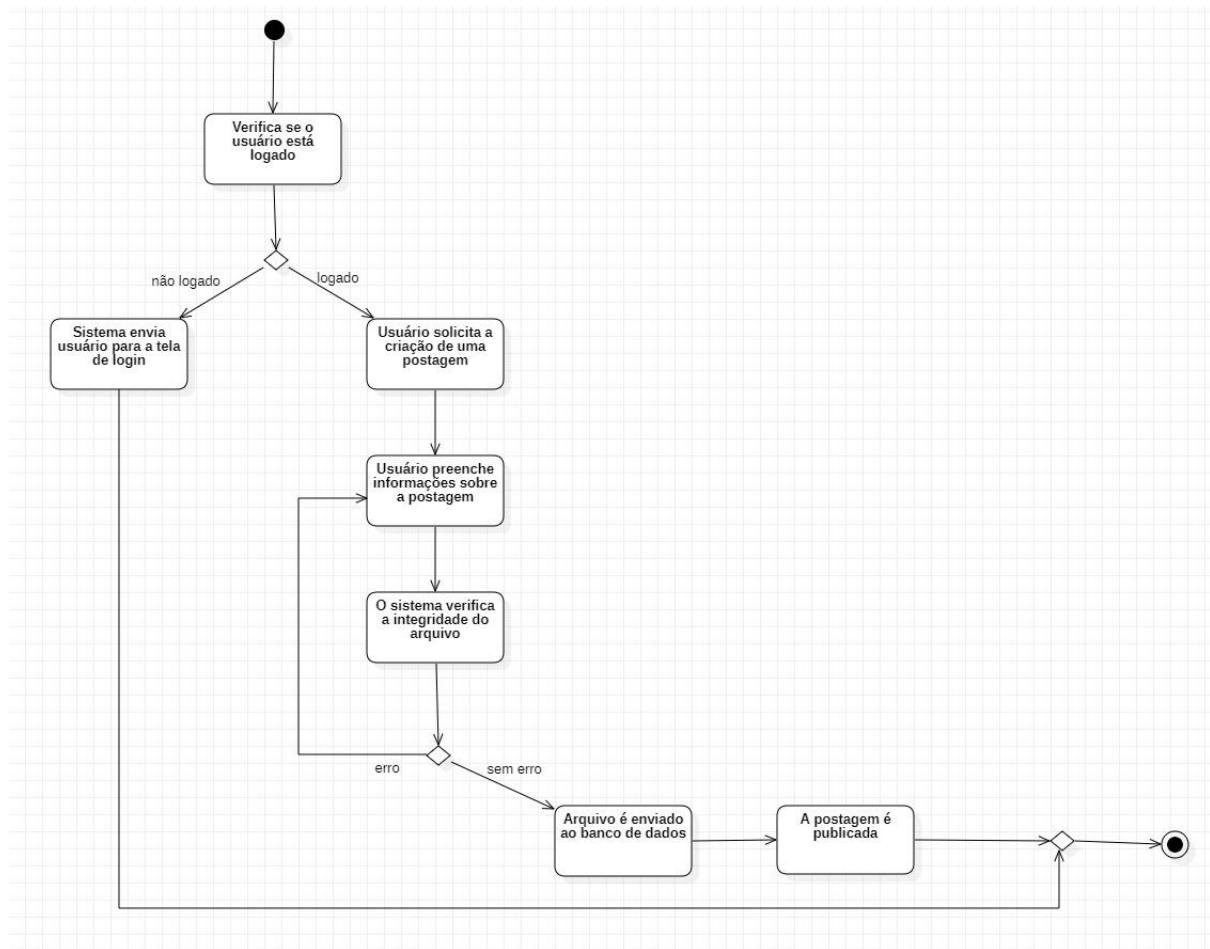 Verifica se o
usuário está
logado
não logado
logado
Sistema envia
usuário para a tela
de login
Usuário solicita a
criação de uma
postagem
Usuário preenche
informações sobre
a postagem
O sistema verifica
a integridade do
arquivo
erro
sem erro
Arquivo é enviado
ao banco de dados
A postagem é
publicada